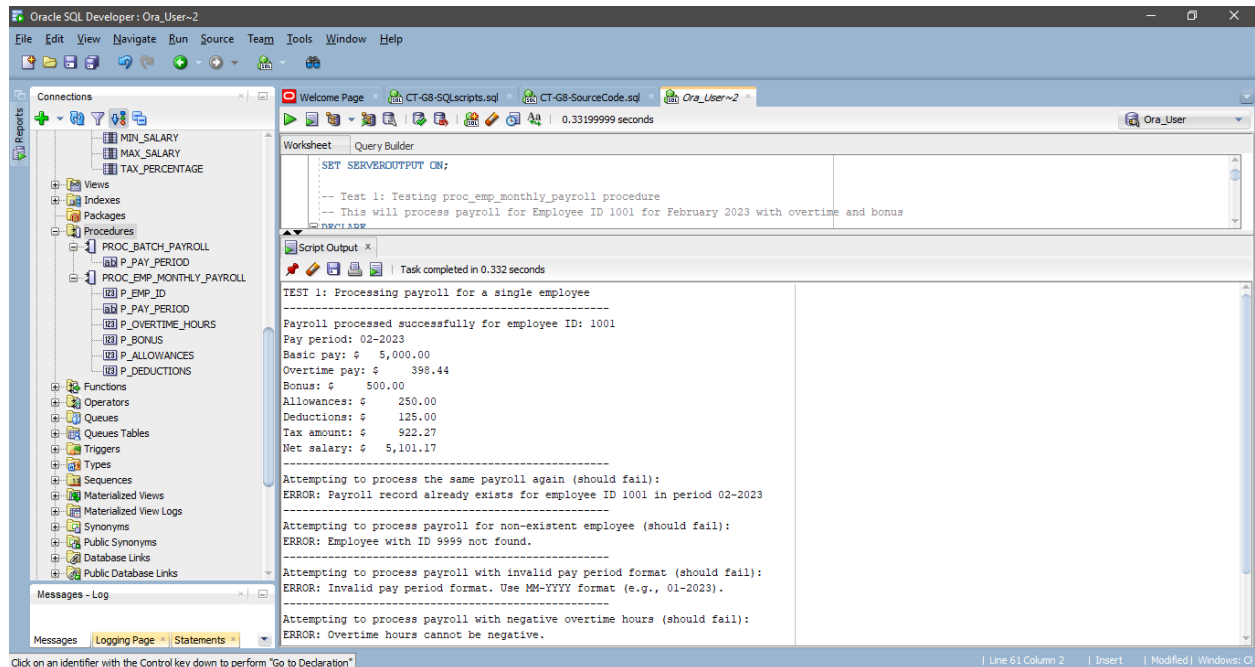 Oracle SQL Developer : Ora_User~2
File Edit View Navigate Run Source Team Tools Window Help
Reports
Connections
MIN_SALARY
MAX_SALARY
TAX_PERCENTAGE
Views
Indexes
Packages
Procedures
PROC_BATCH_PAYROLL
P_PAY_PERIOD
PROC_EMP_MONTHLY_PAYROLL
P_EMP_ID
P_PAY_PERIOD
P_OVERTIME_HOURS
P_BONUS
P_ALLOWANCES
P_DEDUCTIONS
Functions
Operators
Queues
Queues Tables
Triggers
Types
Sequences
Materialized Views
Materialized View Logs
Synonyms
Public Synonyms
Database Links
Public Database Links
Messages - Log
Messages Logging Page Statements
Welcome Page CT-G8-SQLscripts.sql CT-G8-SourceCode.sql Ora_User~2
0.33199999 seconds
Ora_User
Worksheet Query Builder
SET SERVEROUTPUT ON;
-- Test 1: Testing proc_emp_monthly_payroll procedure
-- This will process payroll for Employee ID 1001 for February 2023 with overtime and bonus
DECLARE
Script Output x
Task completed in 0.332 seconds
TEST 1: Processing payroll for a single employee
---------------------------------------------------
Payroll processed successfully for employee ID: 1001
Pay period: 02-2023
Basic pay: $   5,000.00
Overtime pay: $     398.44
Bonus: $     500.00
Allowances: $     250.00
Deductions: $     125.00
Tax amount: $     922.27
Net salary: $   5,101.17
---------------------------------------------------
Attempting to process the same payroll again (should fail):
ERROR: Payroll record already exists for employee ID 1001 in period 02-2023
---------------------------------------------------
Attempting to process payroll for non-existent employee (should fail):
ERROR: Employee with ID 9999 not found.
---------------------------------------------------
Attempting to process payroll with invalid pay period format (should fail):
ERROR: Invalid pay period format. Use MM-YYYY format (e.g., 01-2023).
---------------------------------------------------
Attempting to process payroll with negative overtime hours (should fail):
ERROR: Overtime hours cannot be negative.
Click on an identifier with the Control key down to perform "Go to Declaration"
Line 61 Column 2 | Insert | Modified | Windows: